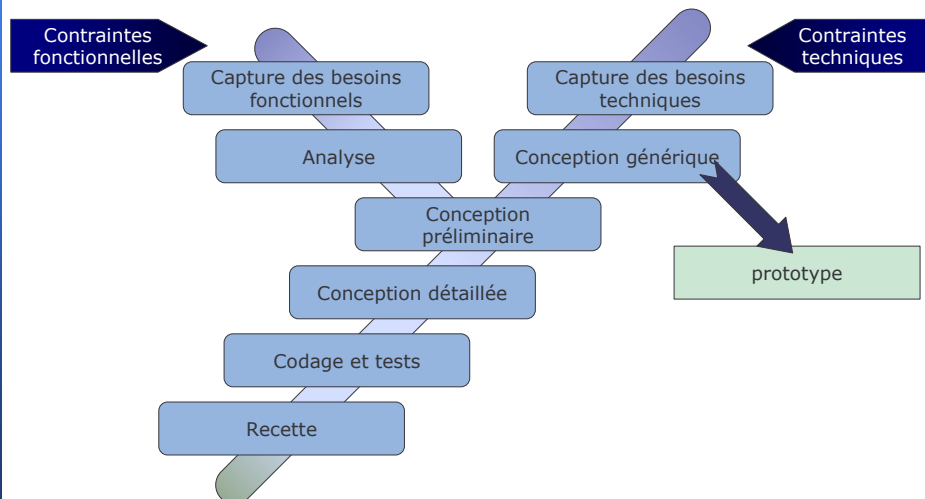 Contraintes
fonctionnelles
Contraintes
techniques
Capture des besoins
fonctionnels
Capture des besoins
techniques
Analyse
Conception générique
Conception
préliminaire
prototype
Conception détaillée
Codage et tests
Recette